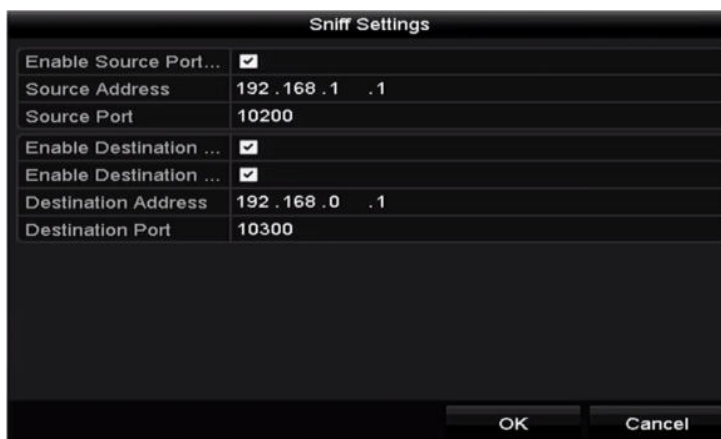 Sniff Settings
Enable Source Port...
Source Address 192 .168 .1 .1
Source Port 10200
Enable Destination ...
Enable Destination ...
Destination Address 192 .168 .0 .1
Destination Port 10300
OK Cancel